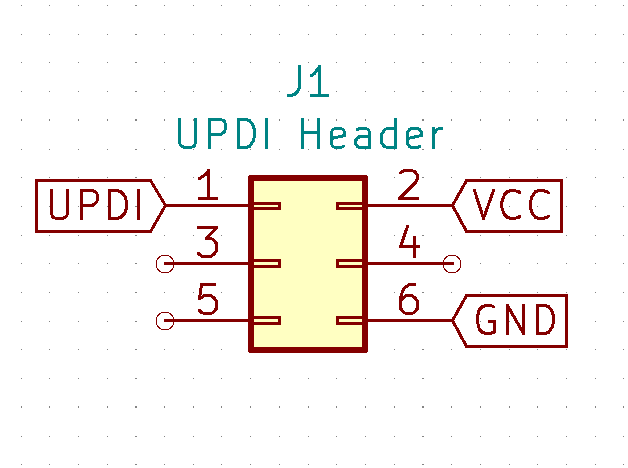 J1
UPDI Header
UPDI 1 2 VCC
3 4
5 6 GND